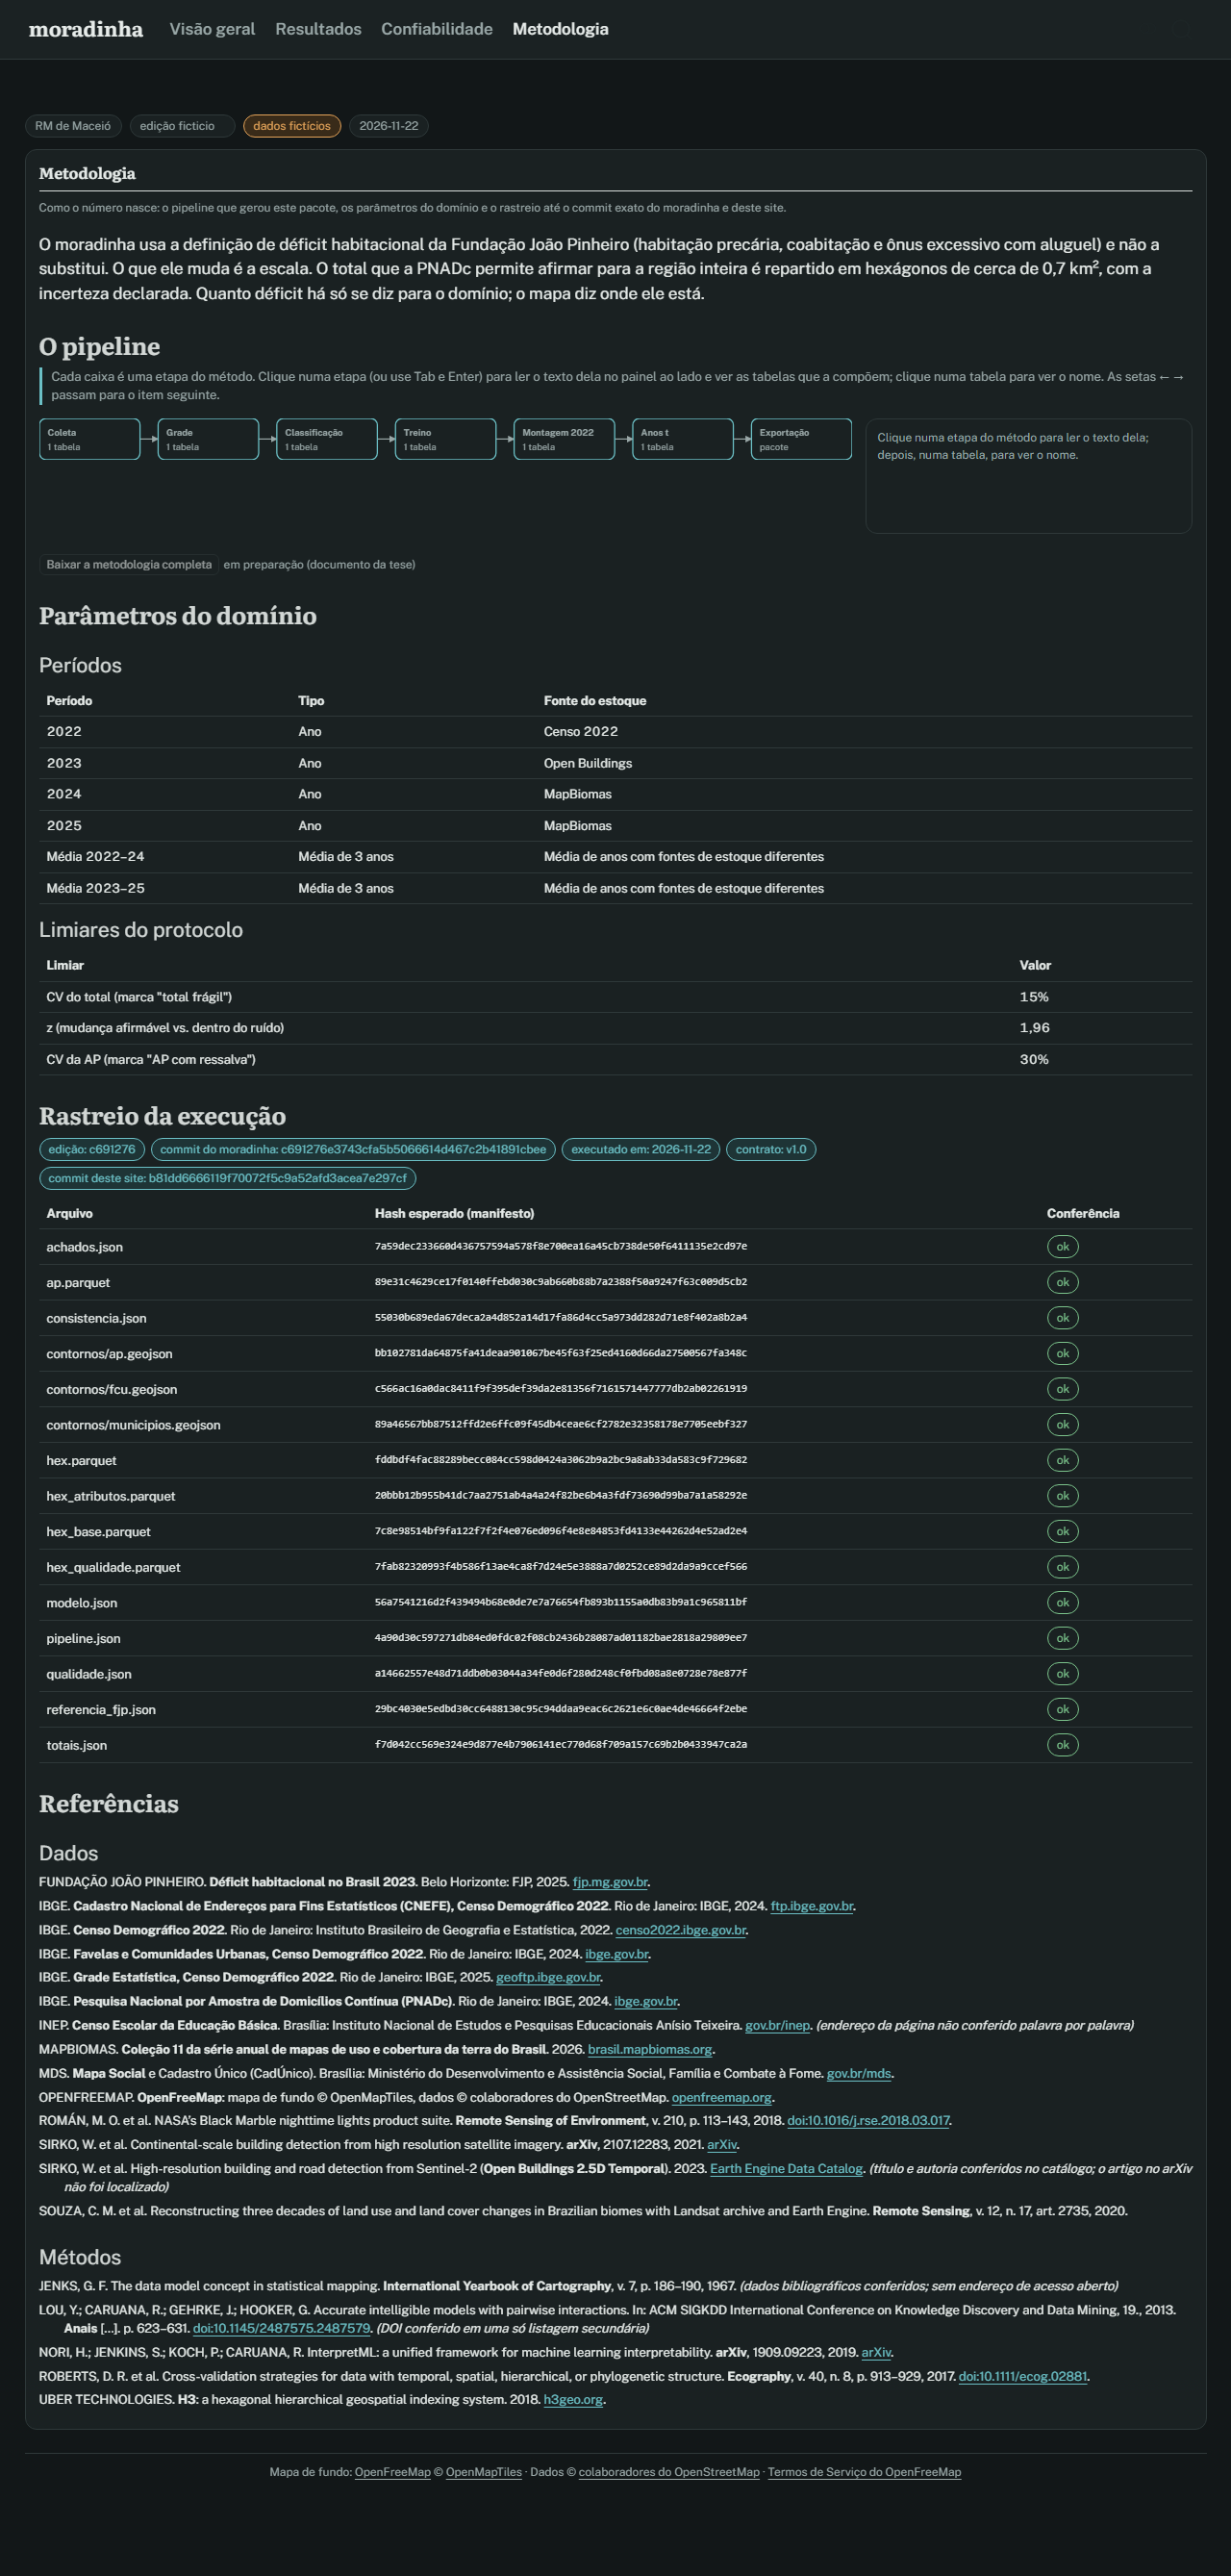 moradinha Visão geral Resultados Confiabilidade Metodologia
RM de Maceió edição ficticio dados fictícios 2026-11-22
Metodologia
Como o número nasce: o pipeline que gerou este pacote, os parâmetros do domínio e o rastreio até o commit exato do moradinha e deste site.
O moradinha usa a definição de déficit habitacional da Fundação João Pinheiro (habitação precária, coabitação e ônus excessivo com aluguel) e não a
substitui. O que ele muda é a escala. O total que a PNADc permite afirmar para a região inteira é repartido em hexágonos de cerca de 0,7 km², com a
incerteza declarada. Quanto déficit há só se diz para o domínio; o mapa diz onde ele está.
O pipeline
Cada caixa é uma etapa do método. Clique numa etapa (ou use Tab e Enter) para ler o texto dela no painel ao lado e ver as tabelas que a compõem; clique numa tabela para ver o nome. As setas ←→
passam para o item seguinte.
Coleta Grade Classificação Treino Montagem 2022 Anos t Exportação
1 tabela 1 tabela 1 tabela 1 tabela 1 tabela 1 tabela pacote
Clique numa etapa do método para ler o texto dela;
depois, numa tabela, para ver o nome.
Baixar a metodologia completa em preparação (documento da tese)
Parâmetros do domínio
Períodos
Período Tipo Fonte do estoque
2022 Ano Censo 2022
2023 Ano Open Buildings
2024 Ano MapBiomas
2025 Ano MapBiomas
Média 2022–24 Média de 3 anos Média de anos com fontes de estoque diferentes
Média 2023–25 Média de 3 anos Média de anos com fontes de estoque diferentes
Limiares do protocolo
Limiar Valor
CV do total (marca "total frágil") 15%
z (mudança afirmável vs. dentro do ruído) 1,96
CV da AP (marca "AP com ressalva") 30%
Rastreio da execução
edição: c691276 commit do moradinha: c691276e3743cfa5b5066614d467c2b41891cbee executado em: 2026-11-22 contrato: v1.0
commit deste site: b81dd6666119f70072f5c9a52afd3acea7e297cf
Arquivo Hash esperado (manifesto) Conferência
achados.json 7a59dec233660d436757594a578f8e700ea16a45cb738de50f6411135e2cd97e ok
ap.parquet 89e31c4629ce17f0140ffebd030c9ab660b88b7a2388f50a9247f63c009d5cb2 ok
consistencia.json 55030b689eda67deca2a4d852a14d17fa86d4cc5a973dd282d71e8f402a8b2a4 ok
contornos/ap.geojson bb102781da64875fa41deaa901067be45f63f25ed4160d66da27500567fa348c ok
contornos/fcu.geojson c566ac16a0dac8411f9f395def39da2e81356f7161571447777db2ab02261919 ok
contornos/municipios.geojson 89a46567bb87512ffd2e6ffc09f45db4ceae6cf2782e32358178e7705eebf327 ok
hex.parquet fddbdf4fac88289becc084cc598d0424a3062b9a2bc9a8ab33da583c9f729682 ok
hex_atributos.parquet 20bbb12b955b41dc7aa2751ab4a4a24f82be6b4a3fdf73690d99ba7a1a58292e ok
hex_base.parquet 7c8e98514bf9fa122f7f2f4e076ed096f4e8e84853fd4133e44262d4e52ad2e4 ok
hex_qualidade.parquet 7fab82320993f4b586f13ae4ca8f7d24e5e3888a7d0252ce89d2da9a9ccef566 ok
modelo.json 56a7541216d2f439494b68e0de7e7a76654fb893b1155a0db83b9a1c965811bf ok
pipeline.json 4a90d30c597271db84ed0fdc02f08cb2436b28087ad01182bae2818a29809ee7 ok
qualidade.json a14662557e48d71ddb0b03044a34fe0d6f280d248cf0fbd08a8e0728e78e877f ok
referencia_fjp.json 29bc4030e5edbd30cc6488130c95c94ddaa9eac6c2621e6c0ae4de46664f2ebe ok
totais.json f7d042cc569e324e9d877e4b7906141ec770d68f709a157c69b2b0433947ca2a ok
Referências
Dados
FUNDAÇÃO JOÃO PINHEIRO. Déficit habitacional no Brasil 2023. Belo Horizonte: FJP, 2025. fjp.mg.gov.br.
IBGE. Cadastro Nacional de Endereços para Fins Estatísticos (CNEFE), Censo Demográfico 2022. Rio de Janeiro: IBGE, 2024. ftp.ibge.gov.br.
IBGE. Censo Demográfico 2022. Rio de Janeiro: Instituto Brasileiro de Geografia e Estatística, 2022. censo2022.ibge.gov.br.
IBGE. Favelas e Comunidades Urbanas, Censo Demográfico 2022. Rio de Janeiro: IBGE, 2024. ibge.gov.br.
IBGE. Grade Estatística, Censo Demográfico 2022. Rio de Janeiro: IBGE, 2025. geoftp.ibge.gov.br.
IBGE. Pesquisa Nacional por Amostra de Domicílios Contínua (PNADc). Rio de Janeiro: IBGE, 2024. ibge.gov.br.
INEP. Censo Escolar da Educação Básica. Brasília: Instituto Nacional de Estudos e Pesquisas Educacionais Anísio Teixeira. gov.br/inep. (endereço da página não conferido palavra por palavra)
MAPBIOMAS. Coleção 11 da série anual de mapas de uso e cobertura da terra do Brasil. 2026. brasil.mapbiomas.org.
MDS. Mapa Social e Cadastro Único (CadÚnico). Brasília: Ministério do Desenvolvimento e Assistência Social, Família e Combate à Fome. gov.br/mds.
OPENFREEMAP. OpenFreeMap: mapa de fundo © OpenMapTiles, dados © colaboradores do OpenStreetMap. openfreemap.org.
ROMÁN, M. O. et al. NASA's Black Marble nighttime lights product suite. Remote Sensing of Environment, v. 210, p. 113–143, 2018. doi:10.1016/j.rse.2018.03.017.
SIRKO, W. et al. Continental-scale building detection from high resolution satellite imagery. arXiv, 2107.12283, 2021. arXiv.
SIRKO, W. et al. High-resolution building and road detection from Sentinel-2 (Open Buildings 2.5D Temporal). 2023. Earth Engine Data Catalog. (título e autoria conferidos no catálogo; o artigo no arXiv
não foi localizado)
SOUZA, C. M. et al. Reconstructing three decades of land use and land cover changes in Brazilian biomes with Landsat archive and Earth Engine. Remote Sensing, v. 12, n. 17, art. 2735, 2020.
Métodos
JENKS, G. F. The data model concept in statistical mapping. International Yearbook of Cartography, v. 7, p. 186–190, 1967. (dados bibliográficos conferidos; sem endereço de acesso aberto)
LOU, Y.; CARUANA, R.; GEHRKE, J.; HOOKER, G. Accurate intelligible models with pairwise interactions. In: ACM SIGKDD International Conference on Knowledge Discovery and Data Mining, 19., 2013.
Anais [...]. p. 623–631. doi:10.1145/2487575.2487579. (DOI conferido em uma só listagem secundária)
NORI, H.; JENKINS, S.; KOCH, P.; CARUANA, R. InterpretML: a unified framework for machine learning interpretability. arXiv, 1909.09223, 2019. arXiv.
ROBERTS, D. R. et al. Cross-validation strategies for data with temporal, spatial, hierarchical, or phylogenetic structure. Ecography, v. 40, n. 8, p. 913–929, 2017. doi:10.1111/ecog.02881.
UBER TECHNOLOGIES. H3: a hexagonal hierarchical geospatial indexing system. 2018. h3geo.org.
Mapa de fundo: OpenFreeMap © OpenMapTiles · Dados © colaboradores do OpenStreetMap · Termos de Serviço do OpenFreeMap